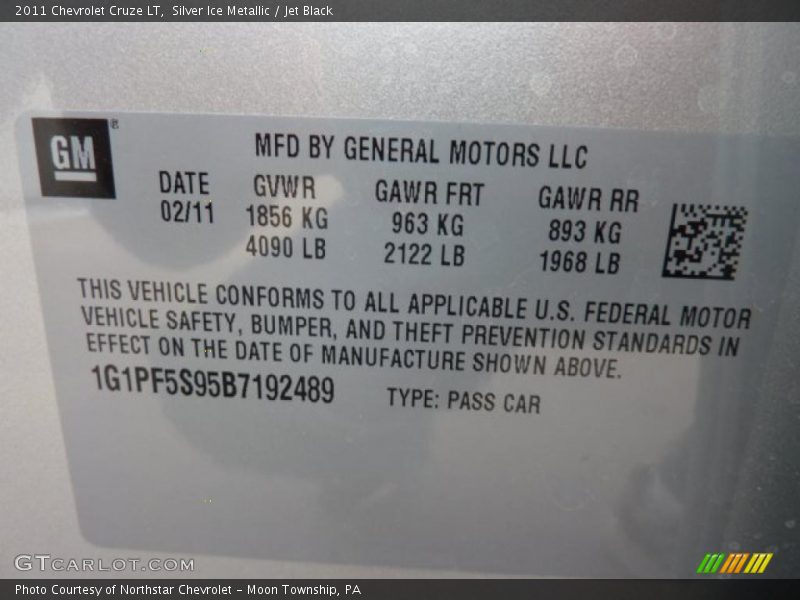 2011 Chevrolet Cruze LT, Silver Ice Metallic / Jet Black
GM®
MFD BY GENERAL MOTORS LLC
DATE GVWR GAWR FRT GAWR RR
02/11 1856 KG 963 KG 893 KG
4090 LB 2122 LB 1968 LB
THIS VEHICLE CONFORMS TO ALL APPLICABLE U.S. FEDERAL MOTOR
VEHICLE SAFETY, BUMPER, AND THEFT PREVENTION STANDARDS IN
EFFECT ON THE DATE OF MANUFACTURE SHOWN ABOVE.
1G1PF5S95B7192489 TYPE: PASS CAR
GTCARLOT.COM
Photo Courtesy of Northstar Chevrolet - Moon Township, PA